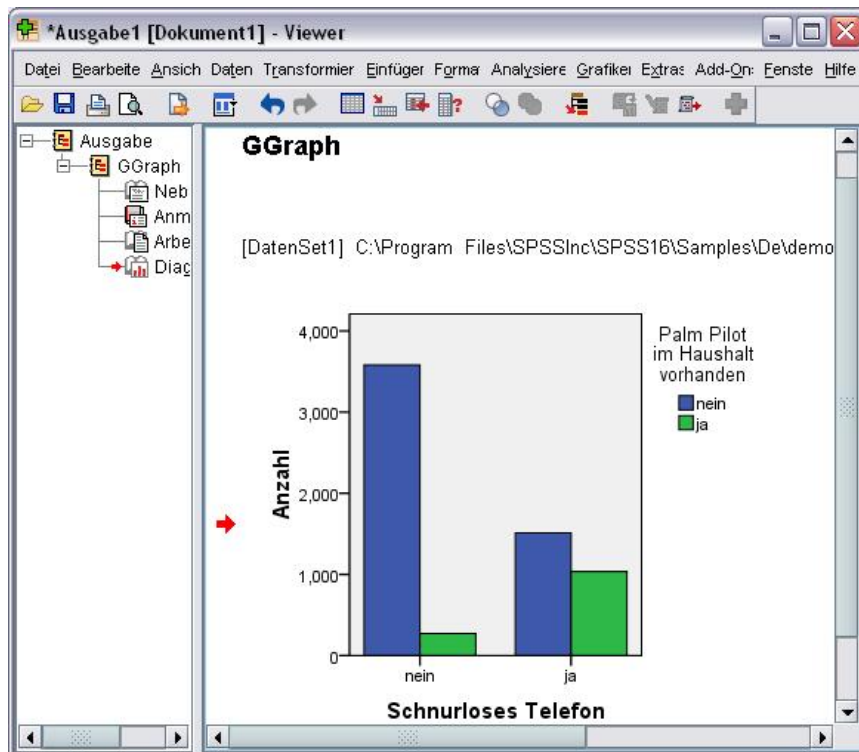 *Ausgabe1 [Dokument1] - Viewer
Datei Bearbeite Ansich Daten Transformier Einfüger Forma Analysiere Grafiker Extras Add-On: Fenste Hilfe
Ausgabe
GGraph
Neb
Anm
Arbe
Diag
GGraph
[DatenSet1] C:\Program Files\SPSSInc\SPSS16\Samples\De\demo
4,000
3,000
2,000
1,000
0
Anzahl
nein
ja
Schnurloses Telefon
Palm Pilot
im Haushalt
vorhanden
nein
ja